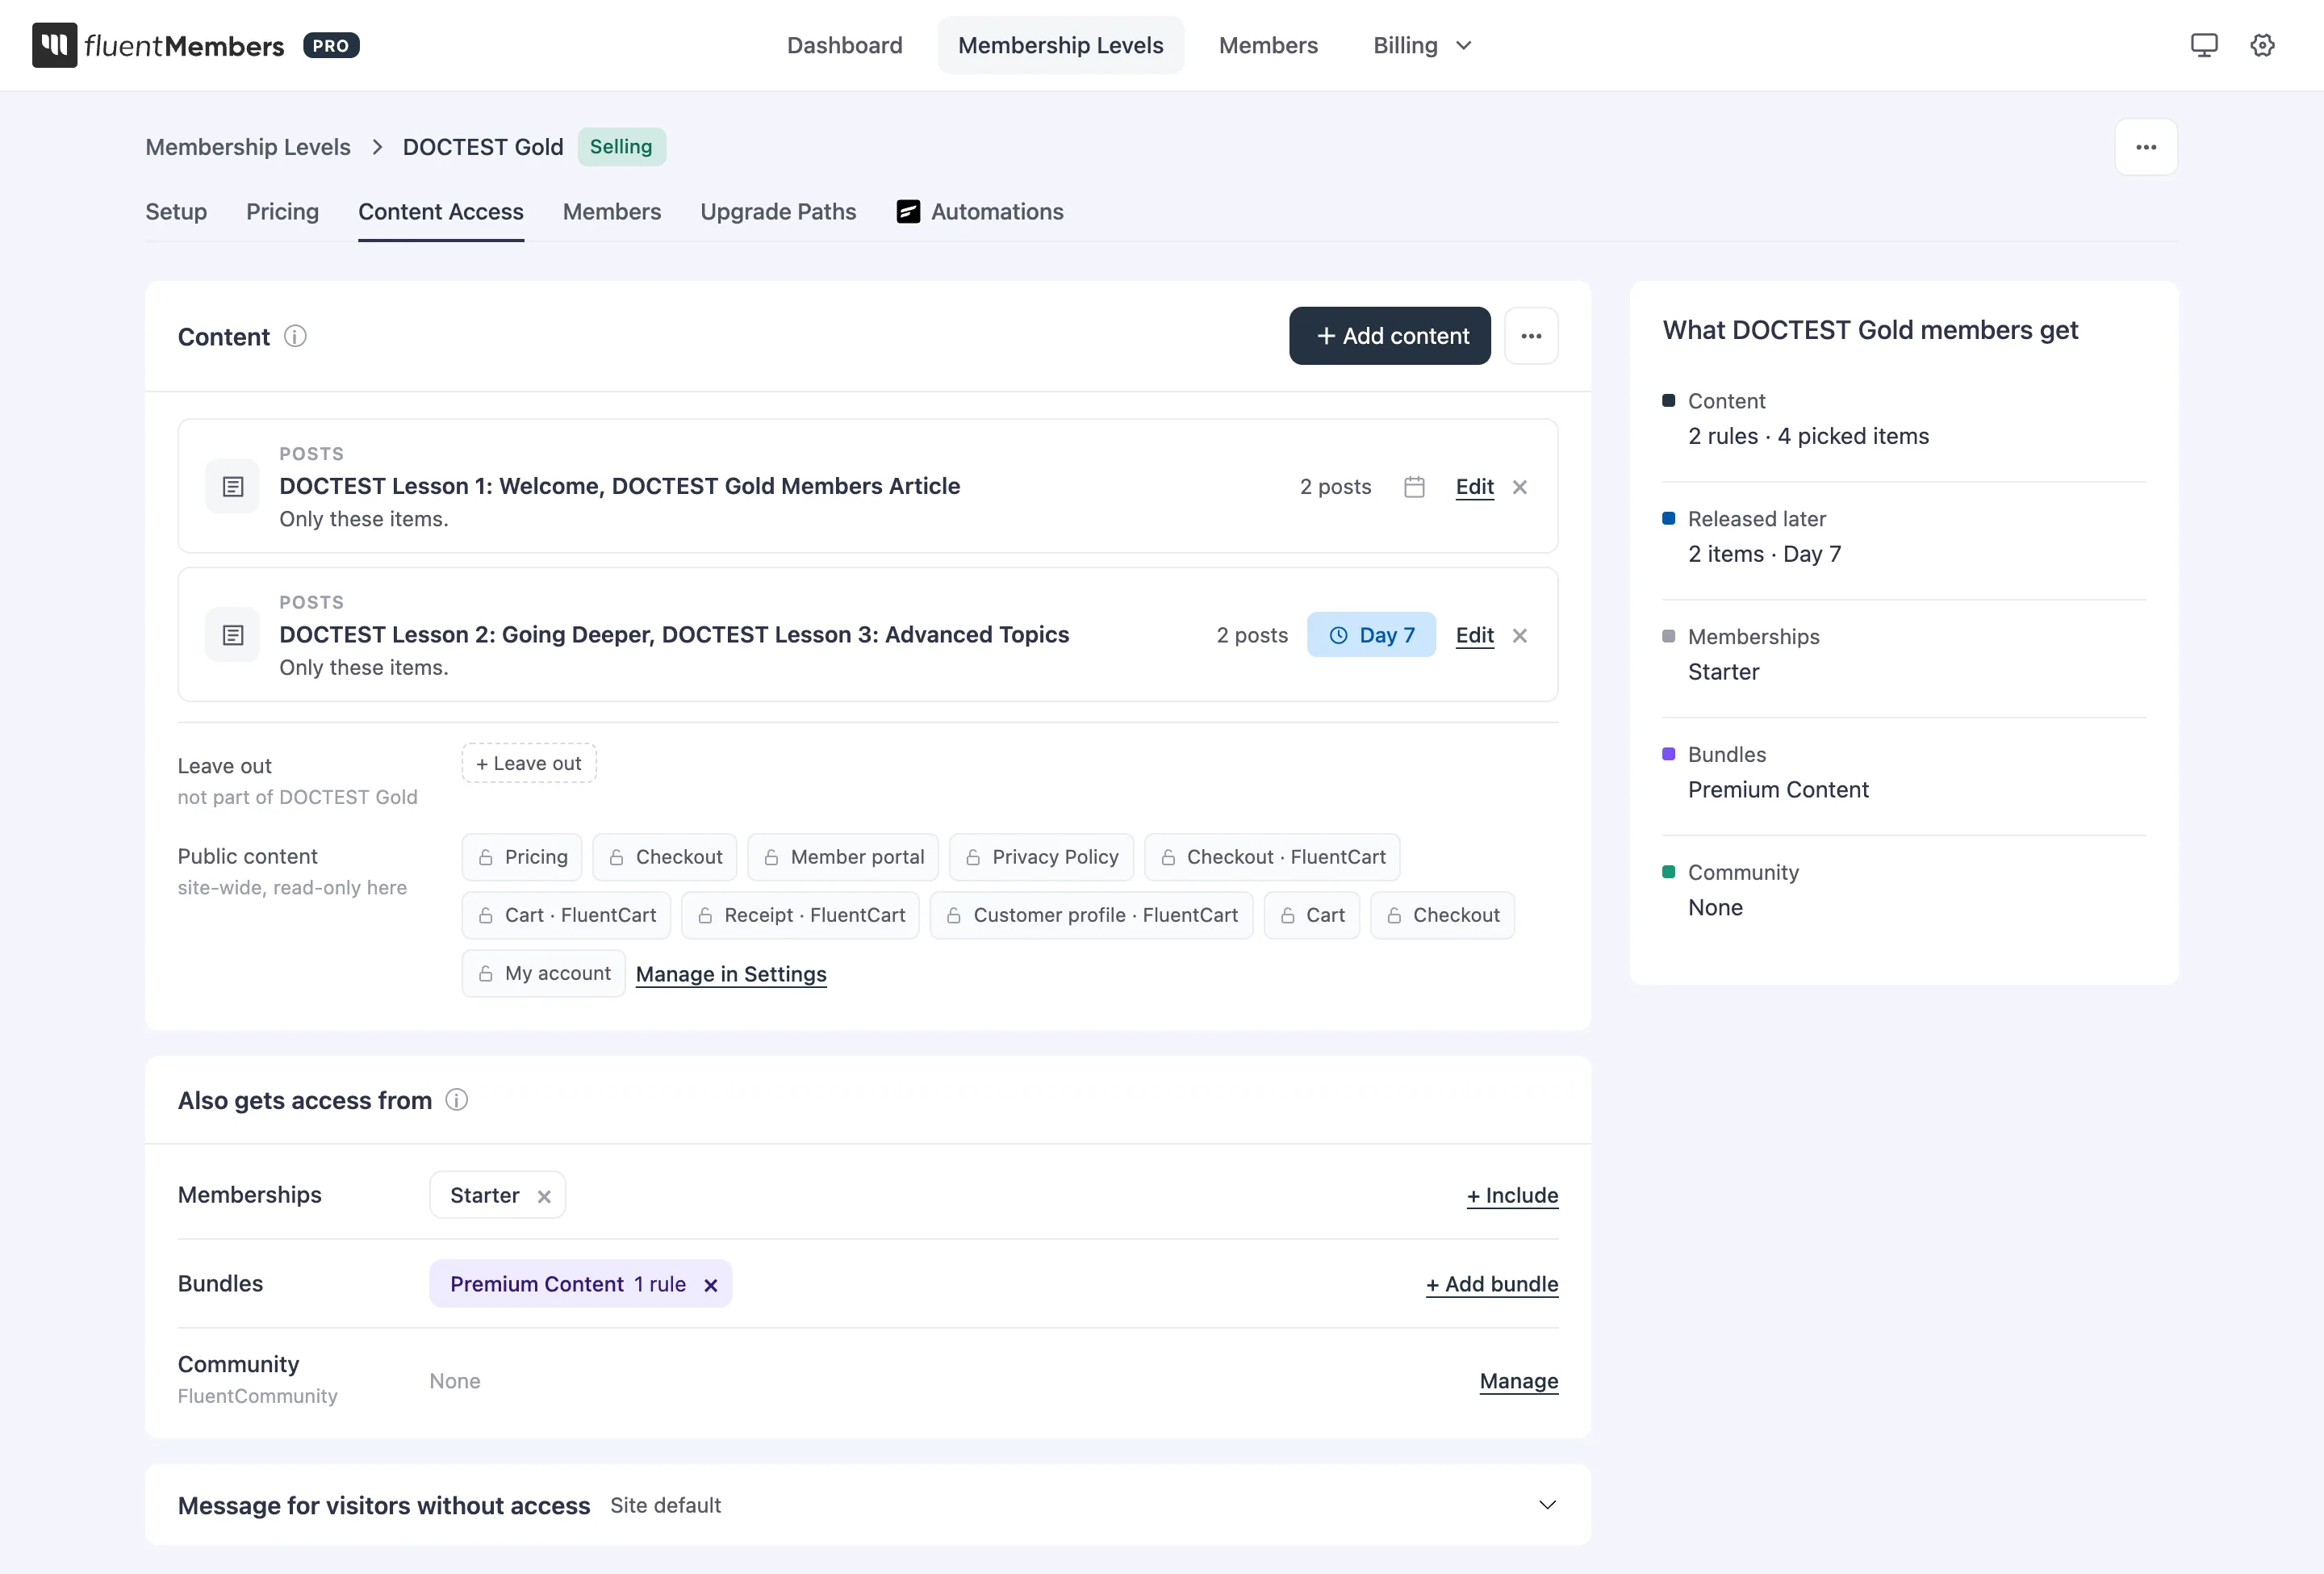 fluentMembers PRO
Dashboard
Membership Levels
Members
Billing
Membership Levels > DOCTEST Gold Selling
Setup
Pricing
Content Access
Members
Upgrade Paths
Automations
Content
+ Add content
POSTS
DOCTEST Lesson 1: Welcome, DOCTEST Gold Members Article
Only these items.
2 posts
Edit
POSTS
DOCTEST Lesson 2: Going Deeper, DOCTEST Lesson 3: Advanced Topics
Only these items.
2 posts
Day 7
Edit
Leave out
not part of DOCTEST Gold
+ Leave out
Public content
site-wide, read-only here
Pricing
Checkout
Member portal
Privacy Policy
Checkout · FluentCart
Cart · FluentCart
Receipt · FluentCart
Customer profile · FluentCart
Cart
Checkout
My account
Manage in Settings
Also gets access from
Memberships
Starter
+ Include
Bundles
Premium Content 1 rule
+ Add bundle
Community
FluentCommunity
None
Manage
Message for visitors without access Site default
What DOCTEST Gold members get
Content
2 rules · 4 picked items
Released later
2 items · Day 7
Memberships
Starter
Bundles
Premium Content
Community
None